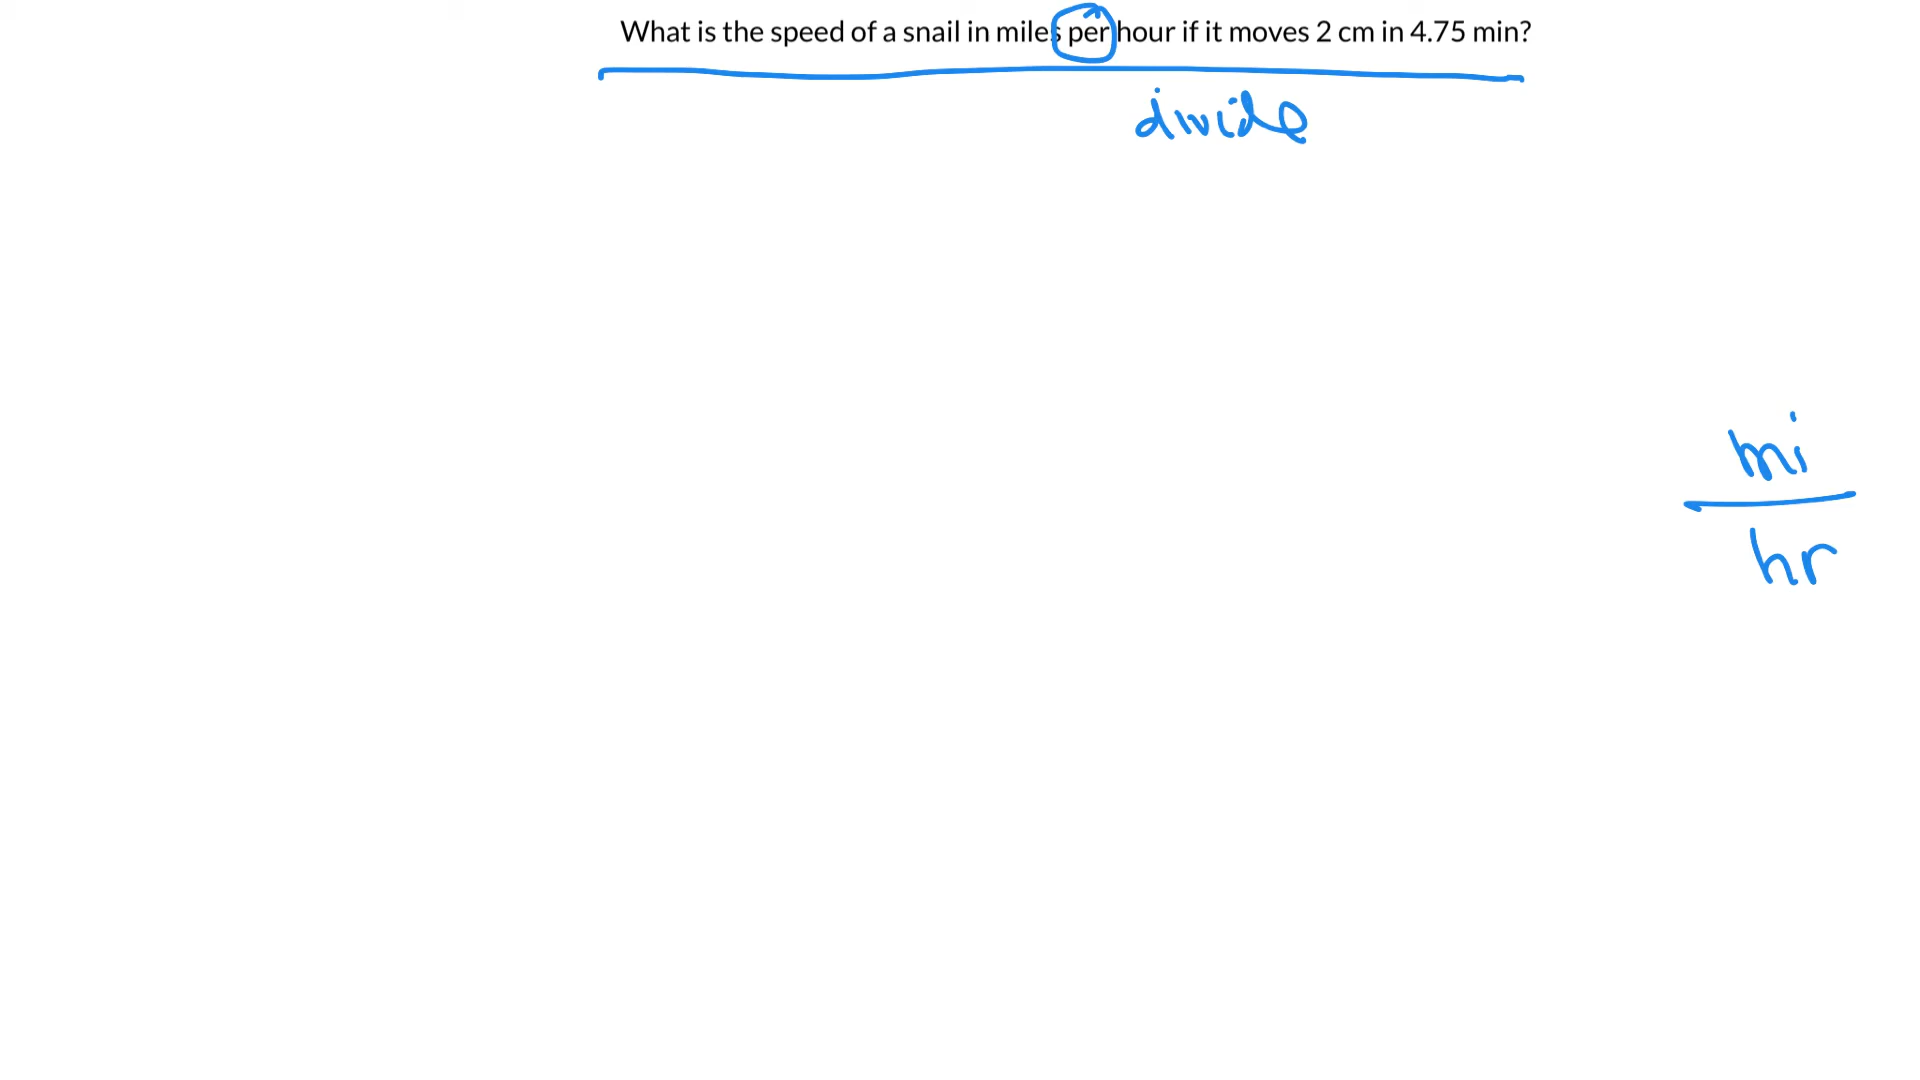 What is the speed of a snail in miles per hour if it moves 2 cm in 4.75 min?
divide
mi
hr